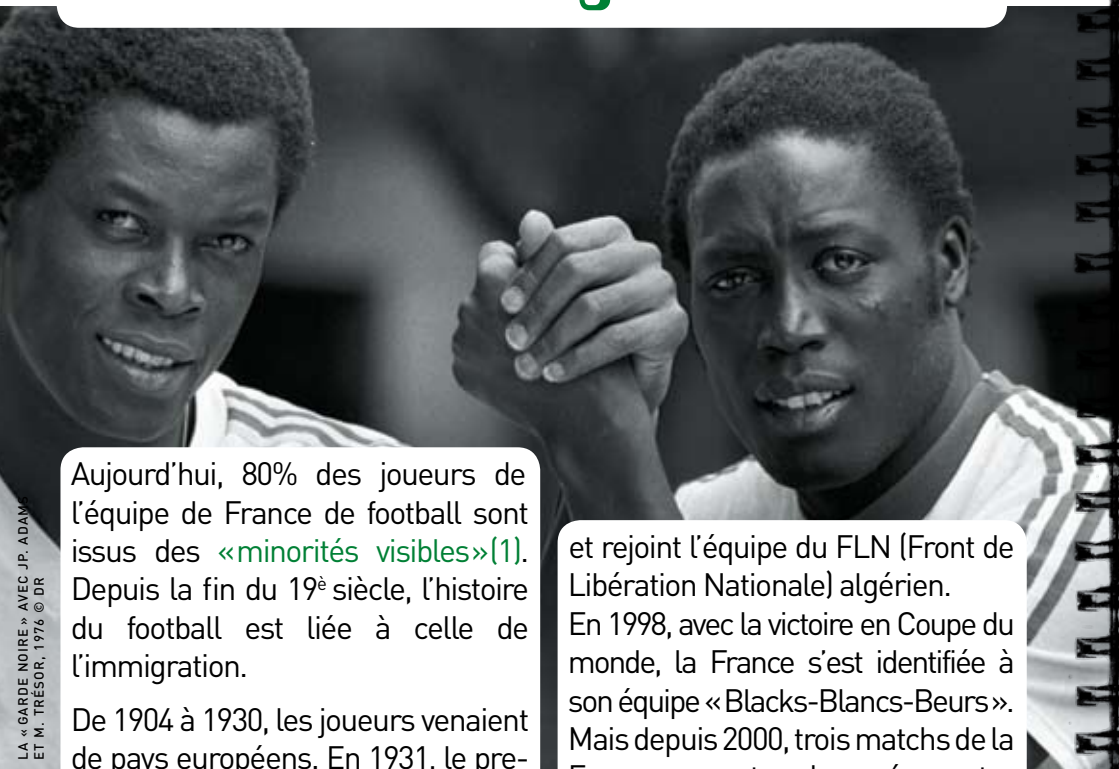 Aujourd'hui, 80% des joueurs de
l'équipe de France de football sont
issus des «minorités visibles»(1).
Depuis la fin du 19è siècle, l'histoire
du football est liée à celle de
l'immigration.
De 1904 à 1930, les joueurs venaient
de pays européens. En 1931, le pre-
et rejoint l'équipe du FLN (Front de
Libération Nationale) algérien.
En 1998, avec la victoire en Coupe du
monde, la France s'est identifiée à
son équipe «Blacks-Blancs-Beurs».
Mais depuis 2000, trois matchs de la
LA « GARDE NOIRE » AVEC JP. ADAMS
ET M. TRÉSOR, 1976 © DR